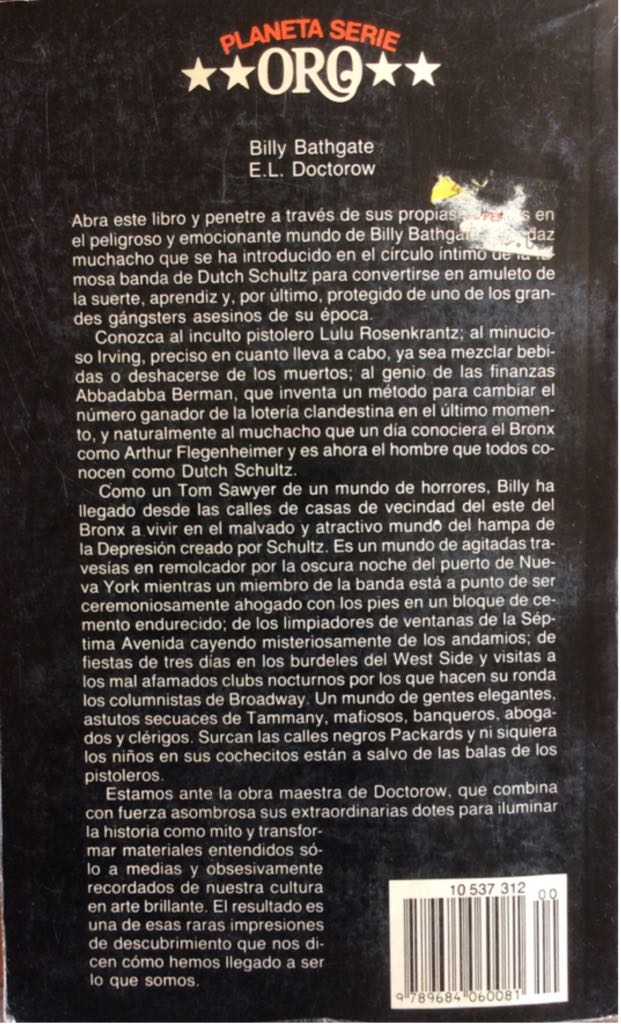 PLANETA SERIE
ORO
Billy Bathgate
E.L. Doctorow
Abra este libro y penetre a través de sus propias en
el peligroso y emocionante mundo de Billy
muchacho que se ha introducido en el círculo íntimo de la
mosa banda de Dutch Schultz para convertirse en amuleto de
la suerte, aprendiz y, por último, protegido de uno de los gran-
des gángsters asesinos de su época.
Conozca al inculto pistolero Lulu Rosenkrantz; al minucio-
so Irving, preciso en cuanto lleva a cabo, ya sea mezclar bebi-
das o deshacerse de los muertos; al genio de las finanzas
Abbadabba Berman, que inventa un método para cambiar el
número ganador de la lotería clandestina en el último momen-
to, y naturalmente al muchacho que un día conociera el Bronx
como Arthur Flegenheimer y es ahora el hombre que todos co-
nocen como Dutch Schultz.
Como un Tom Sawyer de un mundo de horrores, Billy ha
llegado desde las calles de casas de vecindad del este del
Bronx a vivir en el malvado y atractivo mundo del hampa de
la Depresión creado por Schultz. Es un mundo de agitadas tra-
vesías en remolcador por la oscura noche del puerto de Nue-
va York mientras un miembro de la banda está a punto de ser
ceremoniosamente ahogado con los pies en un bloque de ce-
mento endurecido; de los limpiadores de ventanas de la Sép-
tima Avenida cayendo misteriosamente de los andamios; de
fiestas de tres días en los burdeles del West Side y visitas a
los mal afamados clubs nocturnos por los que hacen su ronda
los columnistas de Broadway. Un mundo de gentes elegantes,
astutos secuaces de Tammany, mafiosos, banqueros, aboga-
dos y clérigos. Surcan las calles negros Packards y ni siquiera
los niños en sus cochecitos están a salvo de las balas de los
pistoleros.
Estamos ante la obra maestra de Doctorow, que combina
con fuerza asombrosa sus extraordinarias dotes para iluminar
la historia como mito y transfor-
mar materiales entendidos só-
lo a medias y obsesivamente
recordados de nuestra cultura
en arte brillante. El resultado es
una de esas raras impresiones
de descubrimiento que nos di-
cen cómo hemos llegado a ser
lo que somos.
10 537 312
00
9 789684 060081